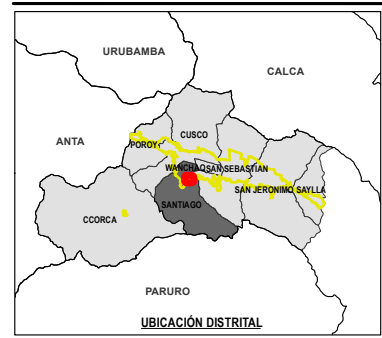 URUBAMBA
CALCA
ANTA
CUSCO
POROY
WANCHAQ SAN SEBASTIAN
SAN JERONIMO SAYLLA
SANTIAGO
CCORCA
PARURO
UBICACIÓN DISTRITAL